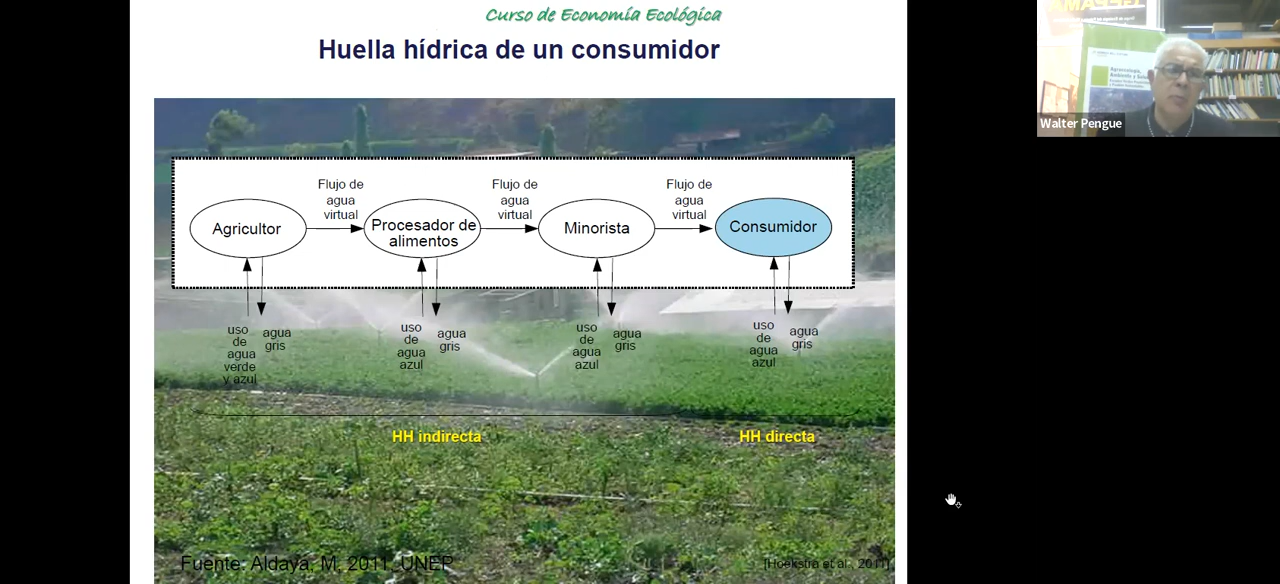 Curso de Economía Ecológica
Huella hídrica de un consumidor
Flujo de
agua
virtual
Flujo de
agua
virtual
Flujo de
agua
virtual
Agricultor
Procesador de
alimentos
Minorista
Consumidor
uso
de
agua
verde
y azul
agua
gris
uso
de
agua
azul
agua
gris
uso
de
agua
azul
agua
gris
uso
de
agua
azul
agua
gris
HH indirecta
HH directa
Fuente: Aldaya, M, 2011, UNEP
[Hoekstra et al., 2011]
Agroecología,
Walter Pengue